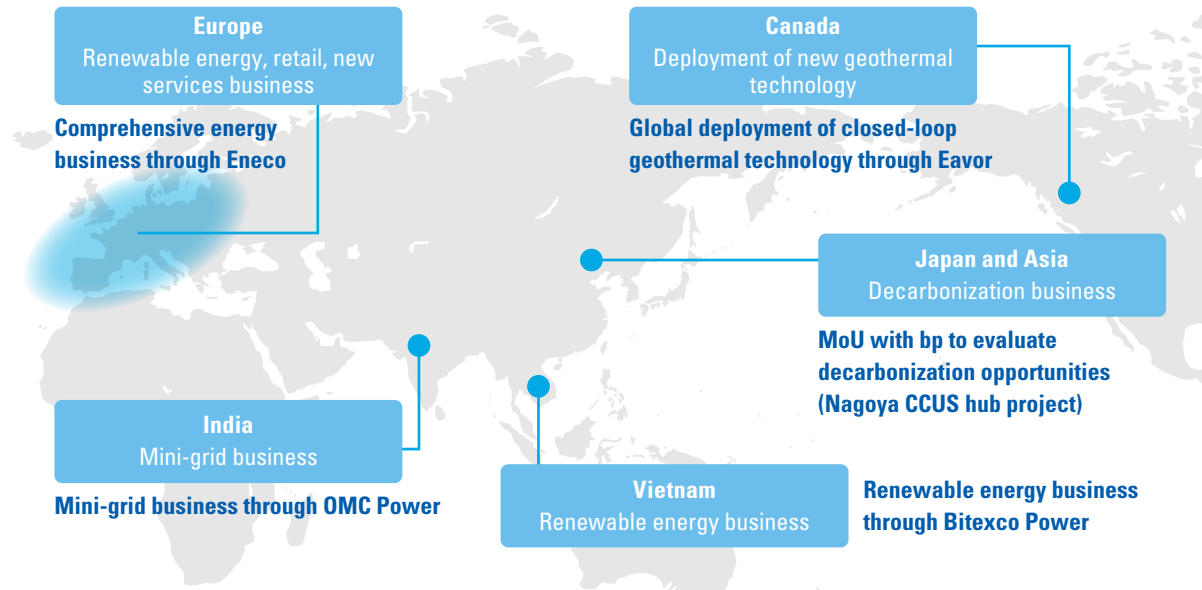 Europe
Renewable energy, retail, new
services business
Comprehensive energy
business through Eneco
Canada
Deployment of new geothermal
technology
Global deployment of closed-loop
geothermal technology through Eavor
Japan and Asia
Decarbonization business
MoU with bp to evaluate
decarbonization opportunities
(Nagoya CCUS hub project)
India
Mini-grid business
Mini-grid business through OMC Power
Vietnam
Renewable energy business
Renewable energy business
through Bitexco Power